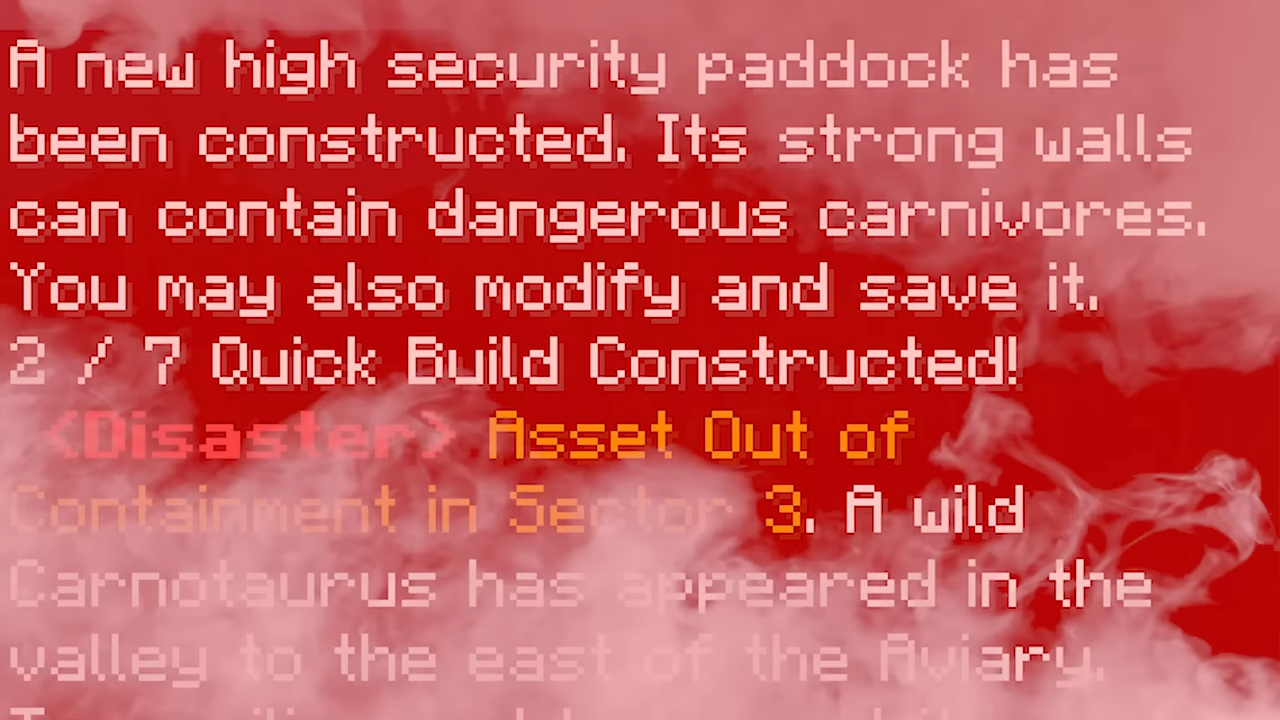 A new high security paddock has
been constructed. Its strong walls
can contain dangerous carnivores.
You may also modify and save it.
2 / 7 Quick Build Constructed!
<Disaster> Asset Out of
Containment in Sector 3. A wild
Carnotaurus has appeared in the
valley to the east of the Aviary.